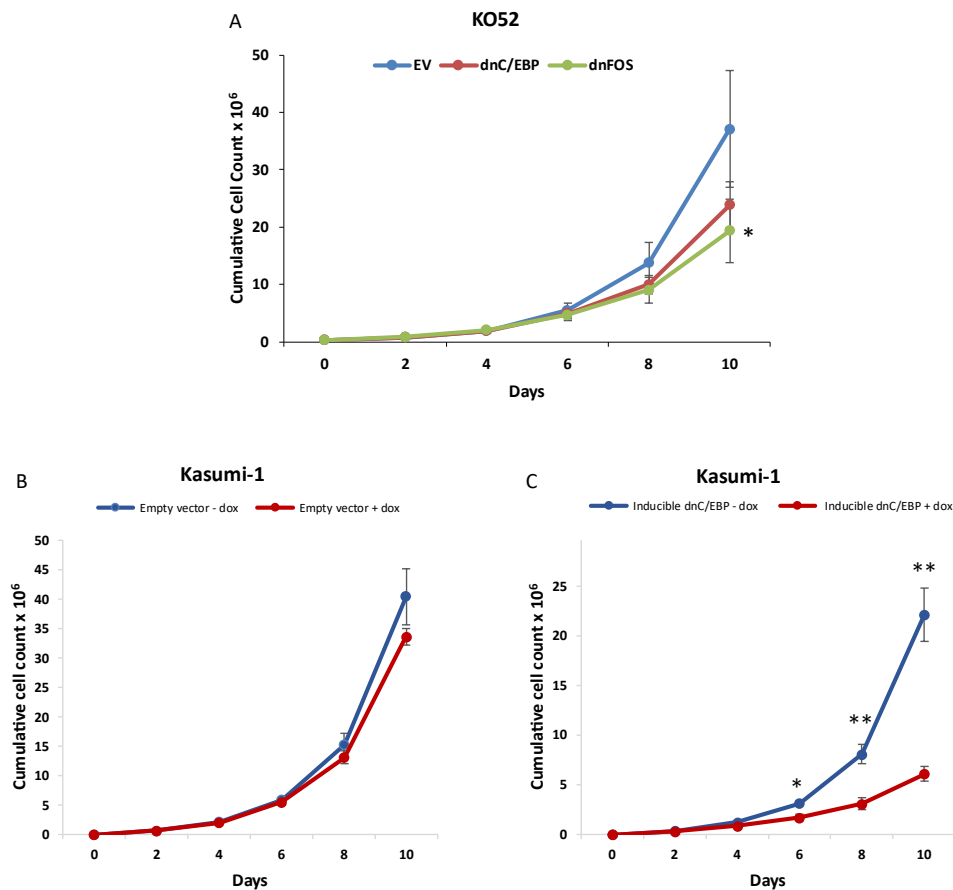 A
KO52
EV dnC/EBP dnFOS
Cumulative Cell Count x 10⁶
50
40
30
20
10
0
*
0 2 4 6 8 10
Days
B
Kasumi-1
Empty vector - dox Empty vector + dox
Cumulative cell count x 10⁶
50
45
40
35
30
25
20
15
10
5
0
0 2 4 6 8 10
Days
C
Kasumi-1
Inducible dnC/EBP - dox Inducible dnC/EBP + dox
Cumulative cell count x 10⁶
25
20
15
10
5
0
*
**
**
0 2 4 6 8 10
Days